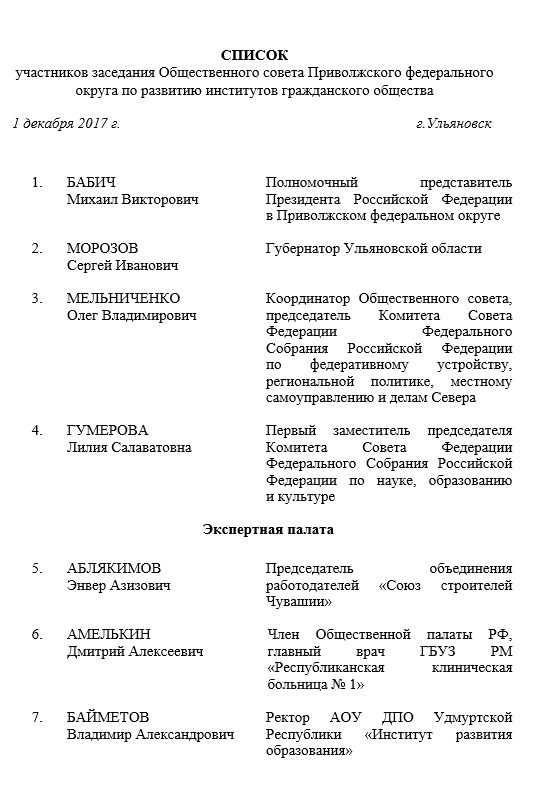 СПИСОК
участников заседания Общественного совета Приволжского федерального
округа по развитию институтов гражданского общества
1 декабря 2017 г. г.Ульяновск
1. БАБИЧ Полномочный представитель
Михаил Викторович Президента Российской Федерации
в Приволжском федеральном округе
2. МОРОЗОВ Губернатор Ульяновской области
Сергей Иванович
3. МЕЛЬНИЧЕНКО Координатор Общественного совета,
Олег Владимирович председатель Комитета Совета
Федерации Федерального
Собрания Российской Федерации
по федеративному устройству,
региональной политике, местному
самоуправлению и делам Севера
4. ГУМЕРОВА Первый заместитель председателя
Лилия Салаватовна Комитета Совета Федерации
Федерального Собрания Российской
Федерации по науке, образованию
и культуре
Экспертная палата
5. АБЛЯКИМОВ Председатель объединения
Энвер Азизович работодателей «Союз строителей
Чувашии»
6. АМЕЛЬКИН Член Общественной палаты РФ,
Дмитрий Алексеевич главный врач ГБУЗ РМ
«Республиканская клиническая
больница № 1»
7. БАЙМЕТОВ Ректор АОУ ДПО Удмуртской
Владимир Александрович Республики «Институт развития
образования»